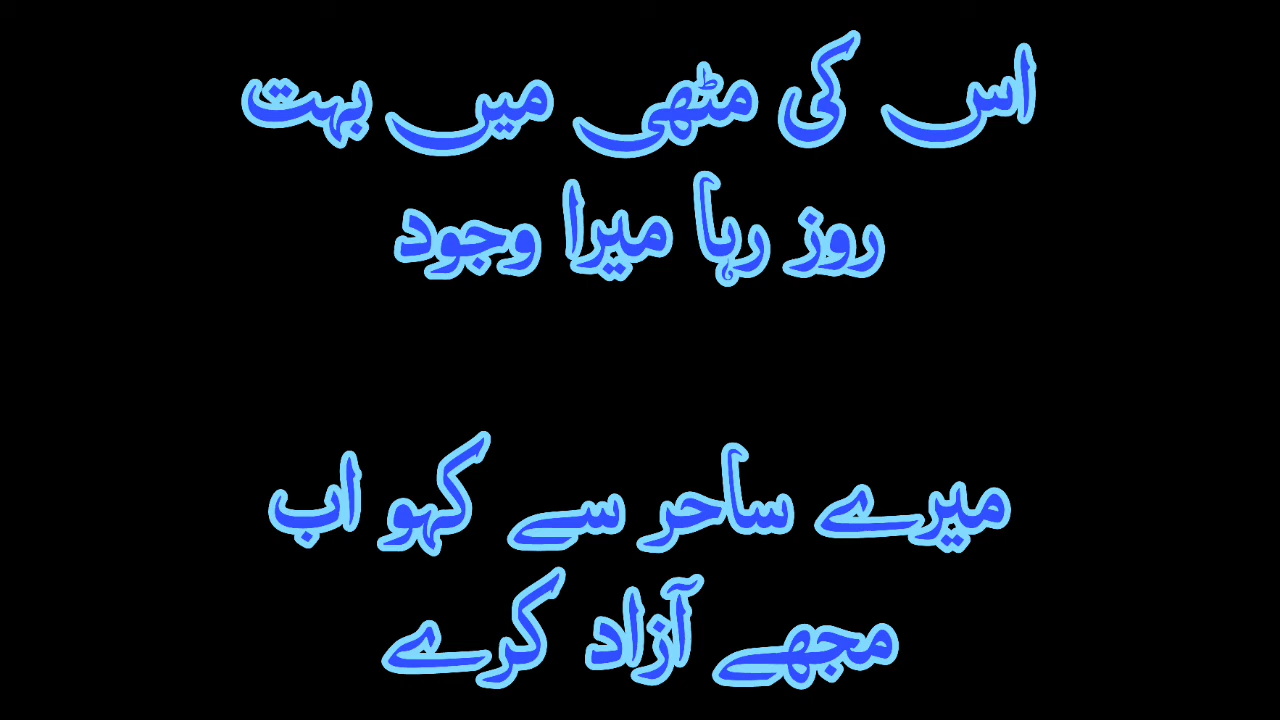 اس کی مٹھی میں بہت
روز رہا میرا وجود
میرے ساحر سے کہو اب
مجھے آزاد کرے